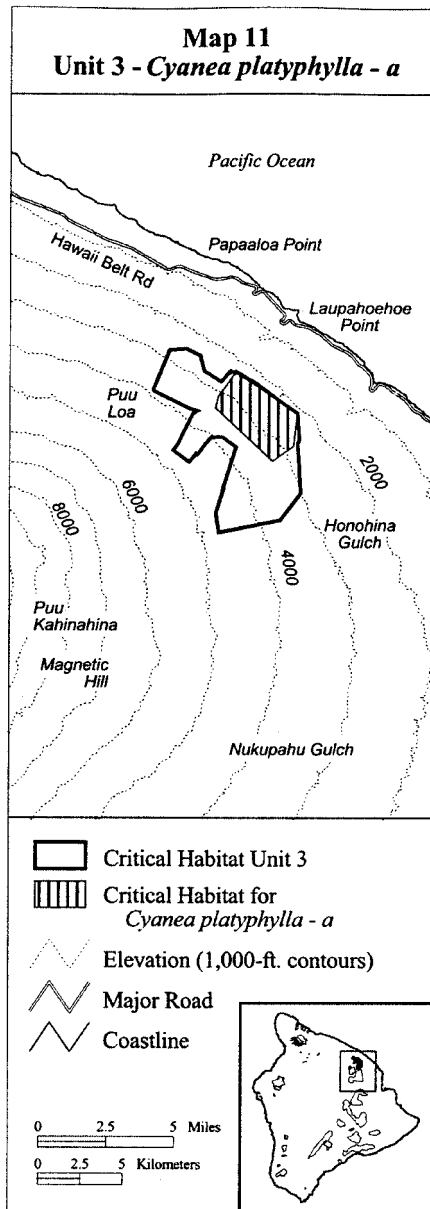 Map 11
Unit 3 - Cyanea platyphylla - a
Pacific Ocean
Hawaii Belt Rd
Papaaloa Point
Laupahoehoe
Point
Puu
Loa
2000
6000
8000
Honohina
Gulch
4000
Puu
Kahinahina
Magnetic
Hill
Nukupahu Gulch
Critical Habitat Unit 3
Critical Habitat for
Cyanea platyphylla - a
Elevation (1,000-ft. contours)
Major Road
Coastline
0 2.5 5 Miles
0 2.5 5 Kilometers